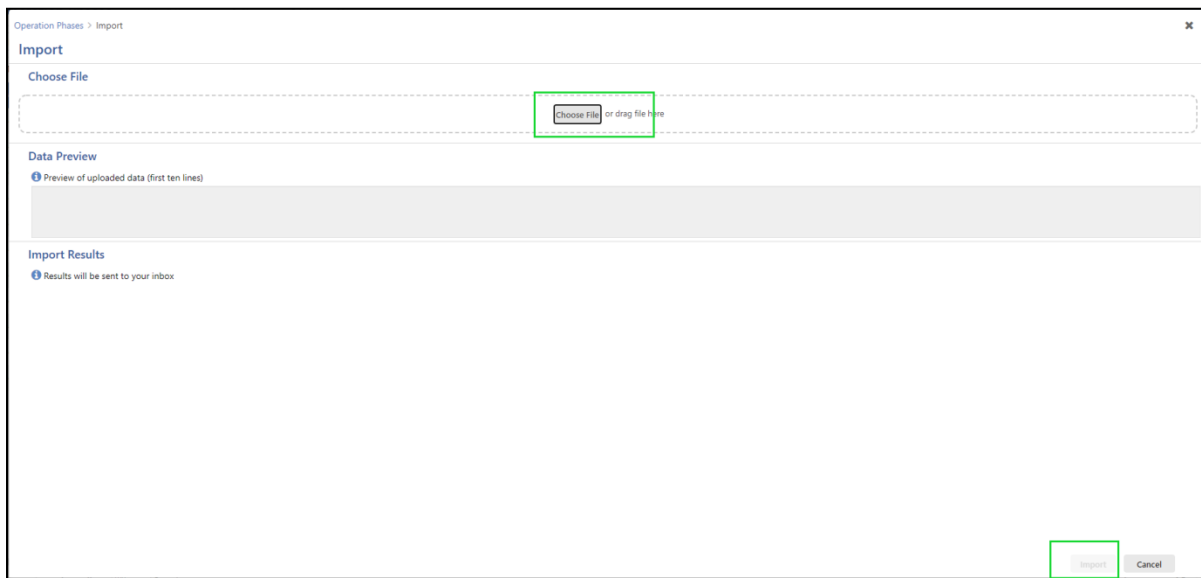 Operation Phases > Import
Import
Choose File
Choose File or drag file here
Data Preview
Preview of uploaded data (first ten lines)
Import Results
Results will be sent to your inbox
Import Cancel